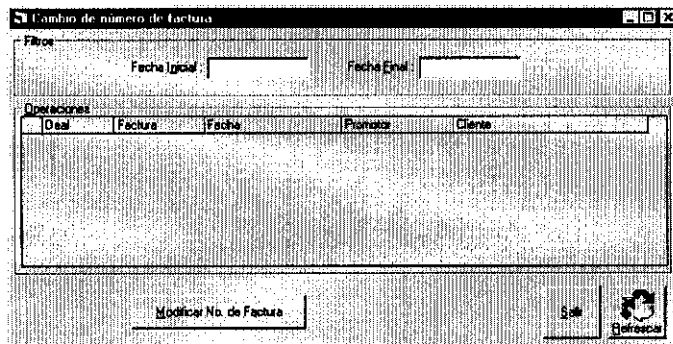 Cambio de número de factura
Filtros
Fecha Inicial : Fecha Final :
Operaciones
Deal Factura Fecha Promotor Cliente
Modificar No. de Factura Salir Refrescar